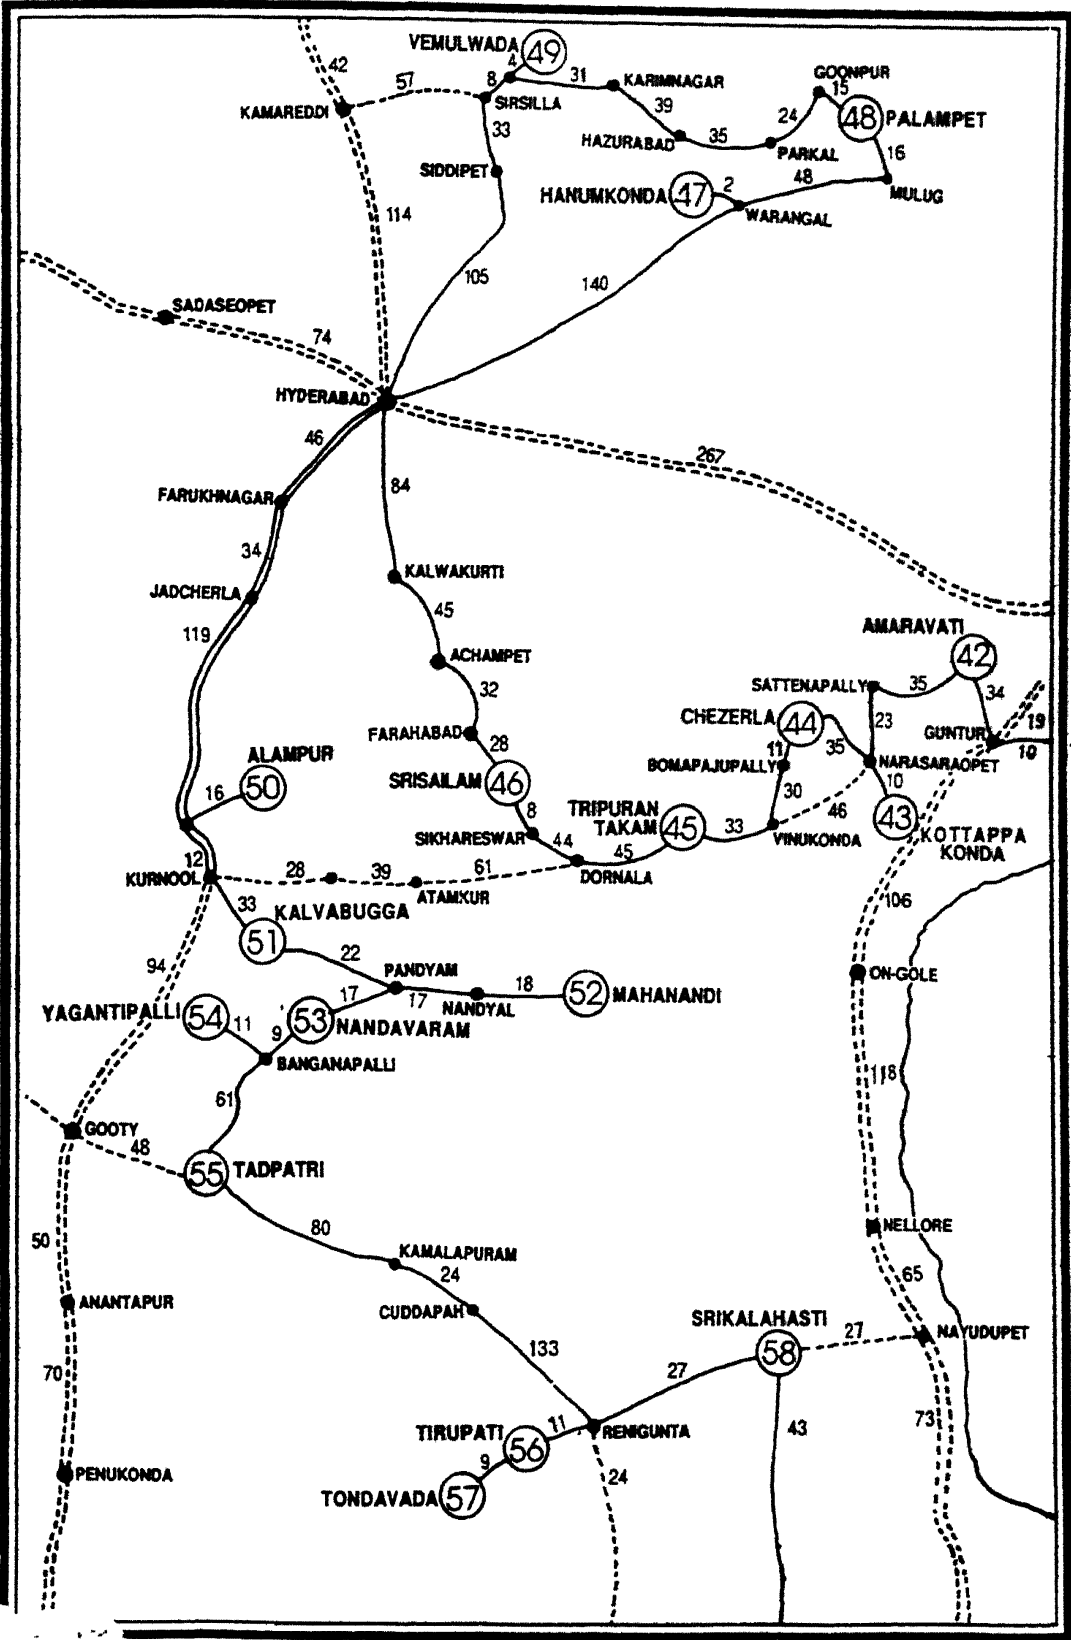 VEMULWADA 49
42
4
57
8
31
KARIMNAGAR
GOONPUR
15
KAMAREDDI
SIRSILLA
39
24
48 PALAMPET
33
HAZURABAD
35
PARKAL
16
SIDDIPET
HANUMKONDA 47
2
48
MULUG
WARANGAL
114
105
140
SADASEOPET
74
HYDERABAD
46
267
84
FARUKHNAGAR
34
KALWAKURTI
JADCHERLA
45
119
AMARAVATI
42
ACHAMPET
SATTENAPALLY
35
32
34
CHEZERLA 44
23
19
FARAHABAD
28
GUNTUR
10
ALAMPUR
35
11
BOMAPAJUPALLY
NARASARAOPET
SRISAILAM 46
10
50
16
30
46
TRIPURAN
TAKAM 45
8
33
43
SIKHARESWAR
VINUKONDA
KOTTAPPA
KONDA
44
45
12
KURNOOL
28
39
61
DORNALA
ATAMKUR
33
106
KALVABUGGA
51
22
94
PANDYAM
ON-GOLE
17
17
18
52 MAHANANDI
NANDYAL
YAGANTIPALLI 54
11
53
NANDAVARAM
9
BANGANAPALLI
118
61
GOOTY
48
55 TADPATRI
80
NELLORE
50
KAMALAPURAM
24
65
ANANTAPUR
CUDDAPAH
SRIKALAHASTI
27
NAYUDUPET
133
58
70
27
73
TIRUPATI 56
11
RENIGUNTA
43
9
24
PENUKONDA
TONDAVADA 57